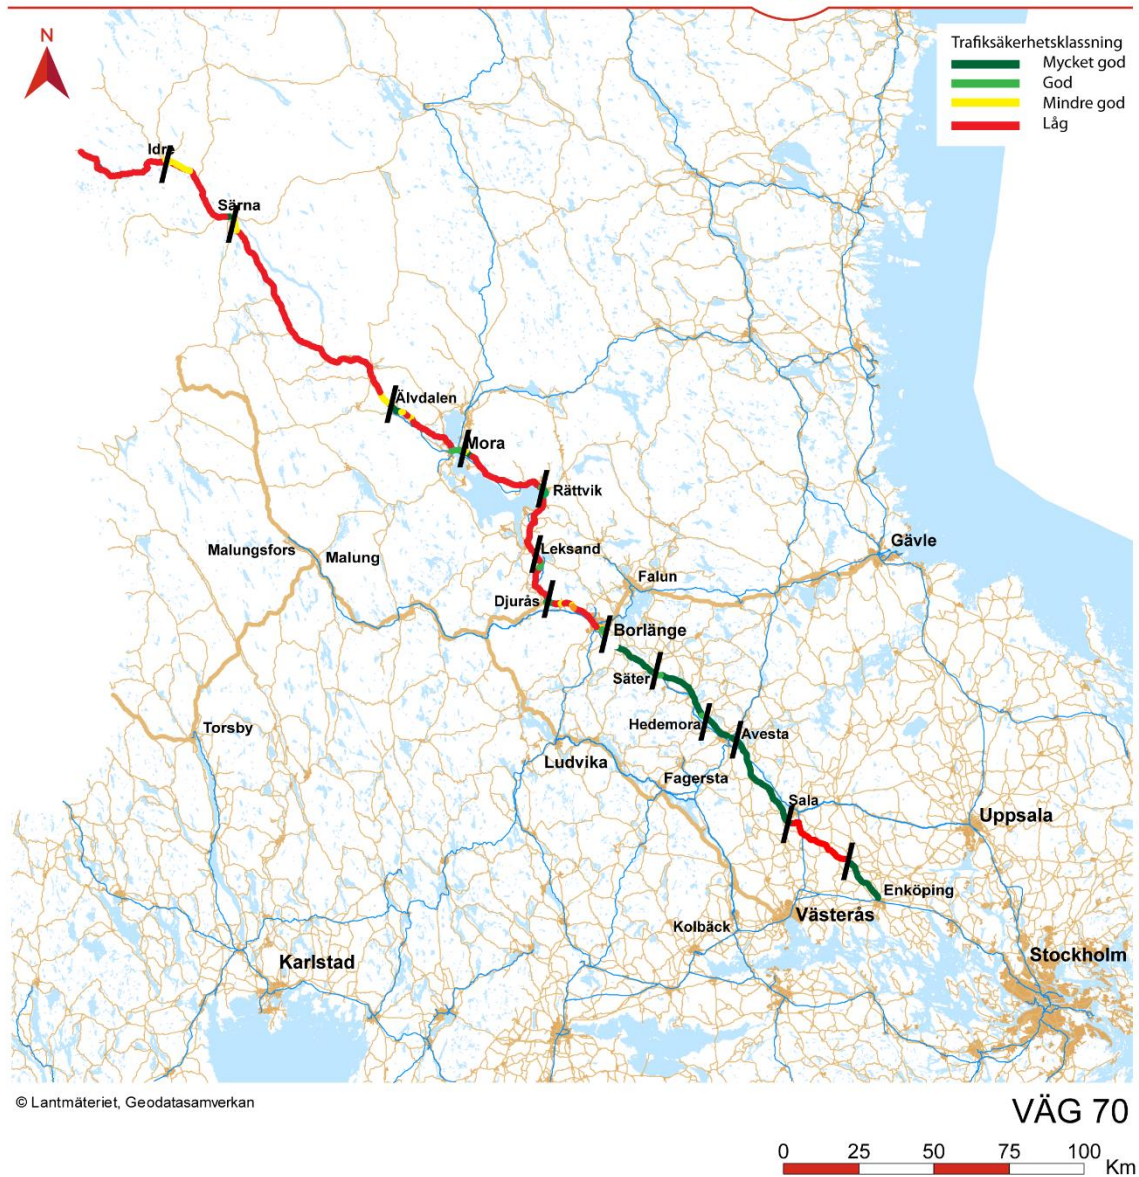 N
Trafiksäkerhetsklassning
Mycket god
God
Mindre god
Låg
Idre
Särna
Älvdalen
Mora
Rättvik
Leksand
Gävle
Malungsfors
Malung
Falun
Djurås
Borlänge
Säter
Hedemora
Avesta
Torsby
Ludvika
Fagersta
Sala
Uppsala
Enköping
Västerås
Kolbäck
Karlstad
Stockholm
© Lantmäteriet, Geodatasamverkan
VÄG 70
0 25 50 75 100
Km